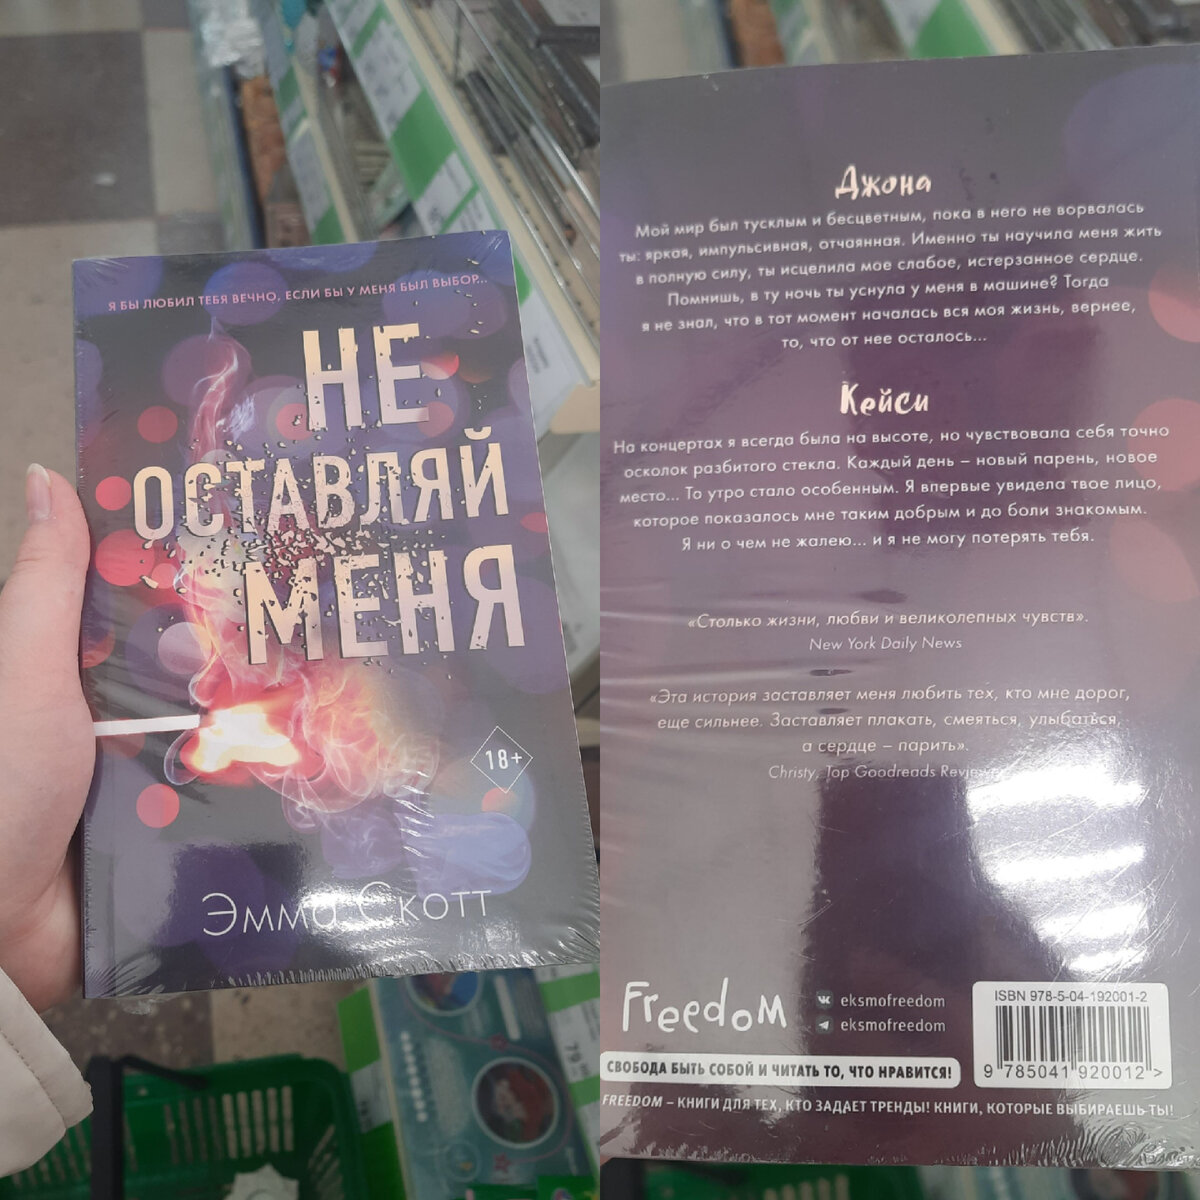 Я БЫ ЛЮБИЛ ТЕБЯ ВЕЧНО, ЕСЛИ БЫ У МЕНЯ БЫЛ ВЫБОР...
НЕ
ОСТАВЛЯЙ
МЕНЯ
18+
Эмма Скотт
Джона
Мой мир был тусклым и бесцветным, пока в него не ворвалась
ты: яркая, импульсивная, отчаянная. Именно ты научила меня жить
в полную силу, ты исцелила мое слабое, истерзанное сердце.
Помнишь, в ту ночь ты уснула у меня в машине? Тогда
я не знал, что в тот момент началась вся моя жизнь, вернее,
то, что от нее осталось...
Кейси
На концертах я всегда была на высоте, но чувствовала себя точно
осколок разбитого стекла. Каждый день – новый парень, новое
место... То утро стало особенным. Я впервые увидела твое лицо,
которое показалось мне таким добрым и до боли знакомым.
Я ни о чем не жалею... и я не могу потерять тебя.
«Столько жизни, любви и великолепных чувств».
New York Daily News
«Эта история заставляет меня любить тех, кто мне дорог,
еще сильнее. Заставляет плакать, смеяться, улыбаться,
а сердце – парить».
Christy, Top Goodreads
Freedom
eksmofreedom
eksmofreedom
ISBN 978-5-04-192001-2
9 785041 920012 >
СВОБОДА БЫТЬ СОБОЙ И ЧИТАТЬ ТО, ЧТО НРАВИТСЯ!
FREEDOM – КНИГИ ДЛЯ ТЕХ, КТО ЗАДАЕТ ТРЕНДЫ! КНИГИ, КОТОРЫЕ ВЫБИРАЕШЬ ТЫ!